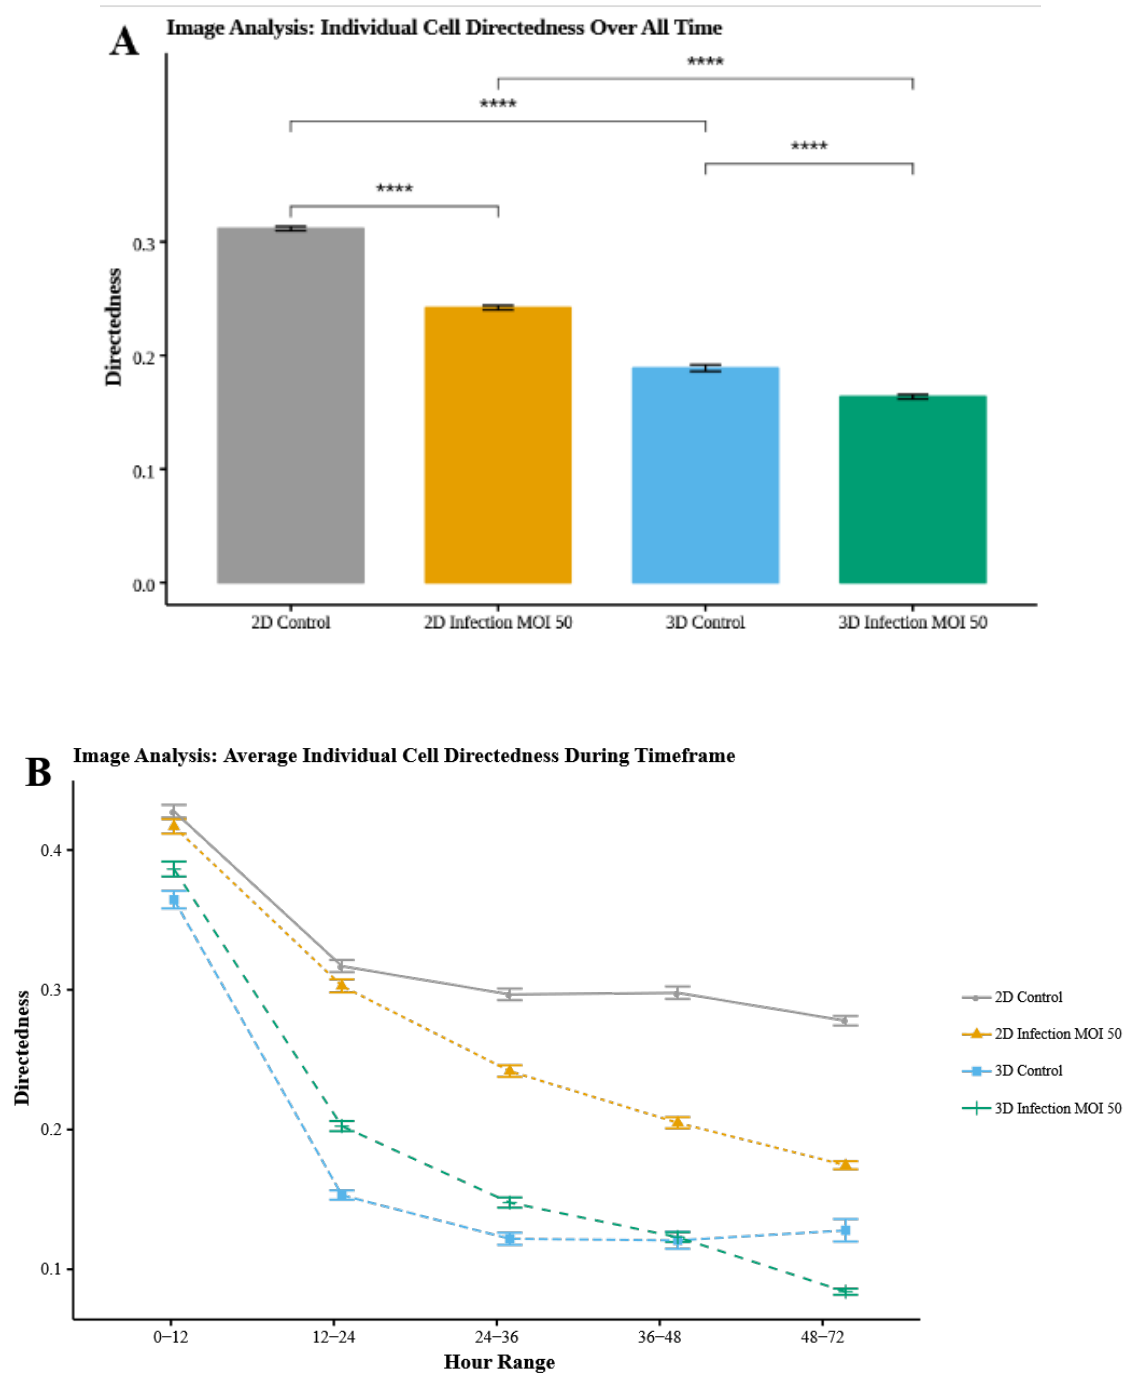 A
Image Analysis: Individual Cell Directedness Over All Time
****
****
****
****
Directedness
0.3
0.2
0.1
0.0
2D Control
2D Infection MOI 50
3D Control
3D Infection MOI 50
B
Image Analysis: Average Individual Cell Directedness During Timeframe
Directedness
0.4
0.3
0.2
0.1
0–12
12–24
24–36
36–48
48–72
Hour Range
2D Control
2D Infection MOI 50
3D Control
3D Infection MOI 50